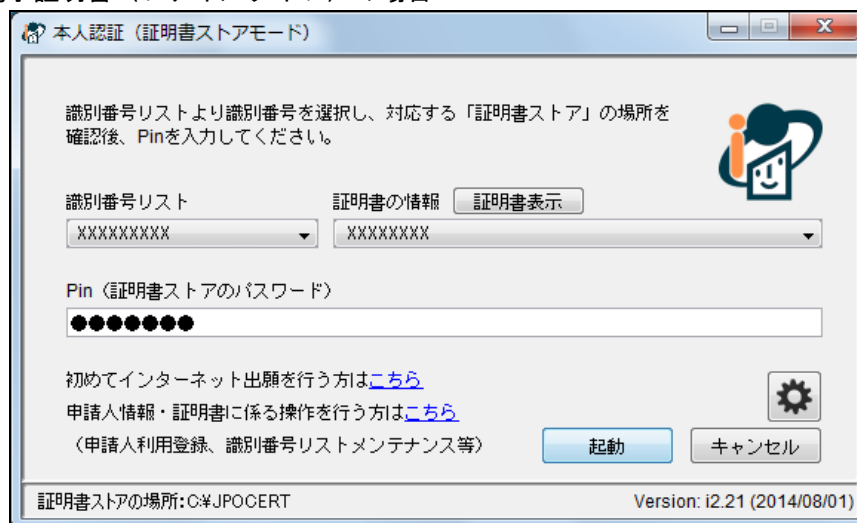 本人認証（証明書ストアモード）
識別番号リストより識別番号を選択し、対応する「証明書ストア」の場所を
確認後、Pinを入力してください。
識別番号リスト 証明書の情報 証明書表示
XXXXXXXXX XXXXXXXX
Pin（証明書ストアのパスワード）
●●●●●●●
初めてインターネット出願を行う方はこちら
申請人情報・証明書に係る操作を行う方はこちら
（申請人利用登録、識別番号リストメンテナンス等） 起動 キャンセル
証明書ストアの場所:C:¥JPOCERT Version: i2.21 (2014/08/01)